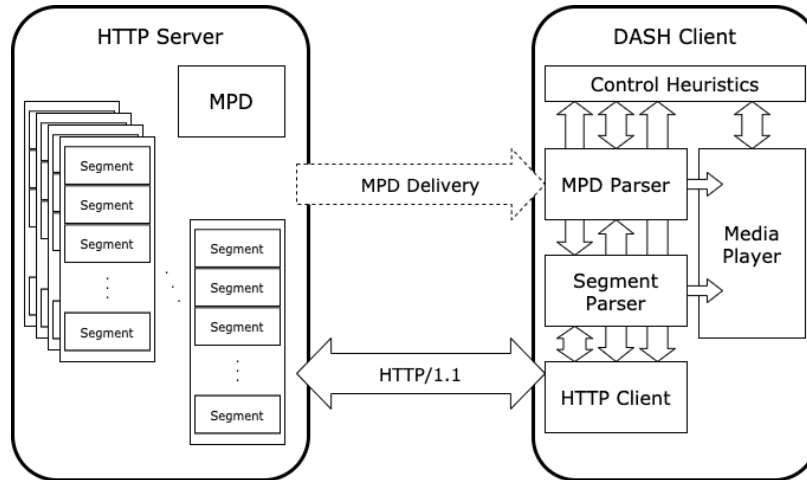 HTTP Server
MPD
Segment
Segment
Segment
Segment
Segment
Segment
Segment
Segment
MPD Delivery
HTTP/1.1
DASH Client
Control Heuristics
MPD Parser
Segment
Parser
Media
Player
HTTP Client